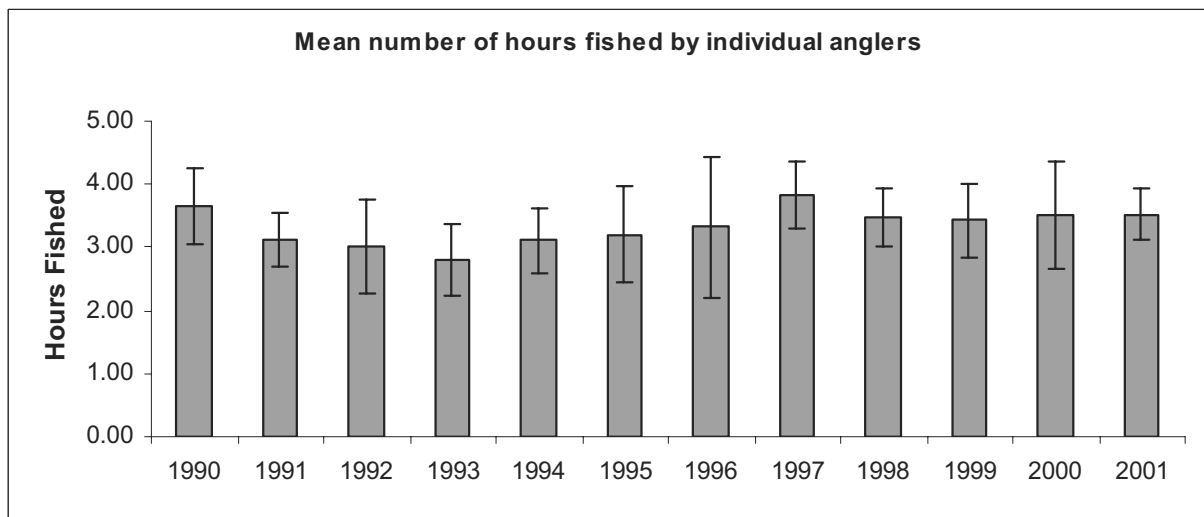 Mean number of hours fished by individual anglers
Hours Fished
5.00
4.00
3.00
2.00
1.00
0.00
1990 1991 1992 1993 1994 1995 1996 1997 1998 1999 2000 2001